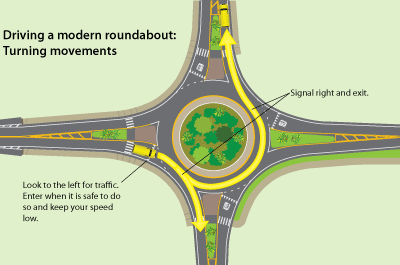 Driving a modern roundabout:
Turning movements
Signal right and exit.
Look to the left for traffic.
Enter when it is safe to do
so and keep your speed
low.